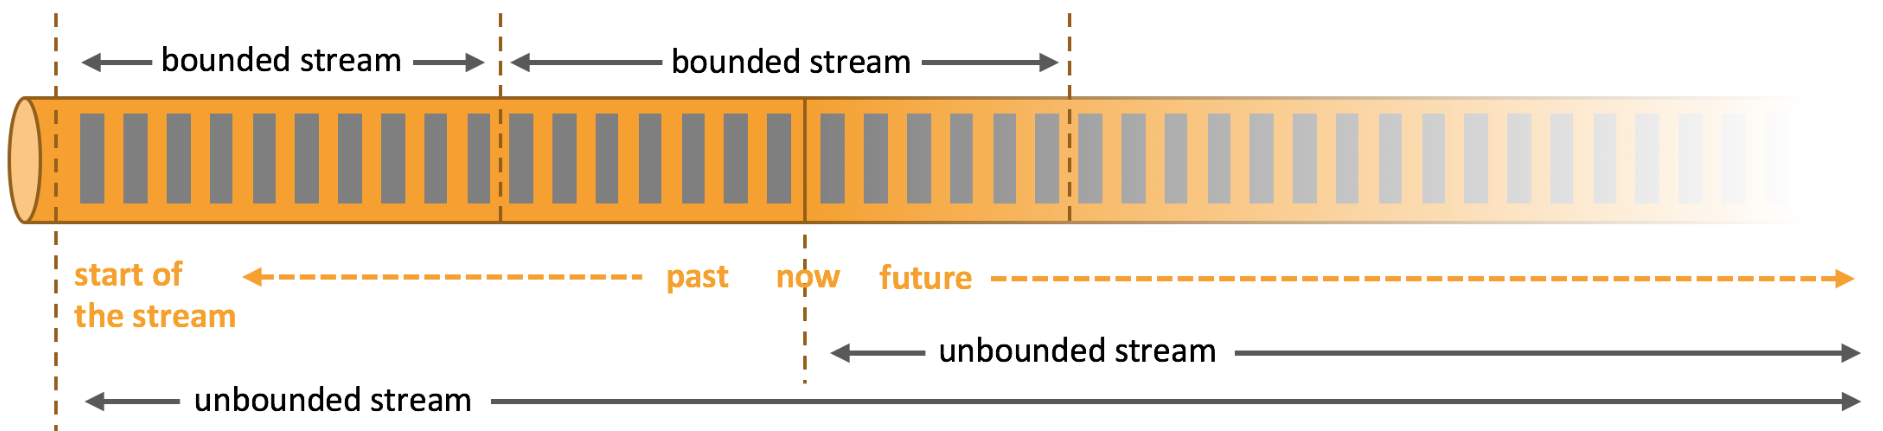 bounded stream
bounded stream
start of
the stream
past
now
future
unbounded stream
unbounded stream